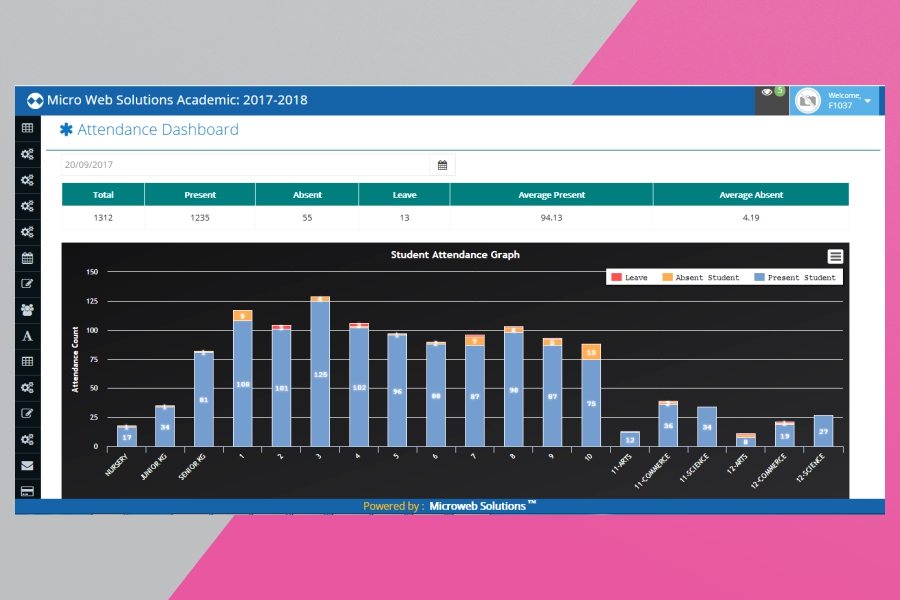 Micro Web Solutions Academic: 2017-2018
5
Welcome,
F1037
Attendance Dashboard
20/09/2017
Total Present Absent Leave Average Present Average Absent
1312 1235 55 13 94.13 4.19
Student Attendance Graph
Leave Absent Student Present Student
Attendance Count
150
125
100
75
50
25
0
17 34 81 108 101 125 102 96 88 87 98 87 75 12 36 34 8 19 27
9 7 13
NURSERY JUNIOR KG SENIOR KG 1 2 3 4 5 6 7 8 9 10 11-ARTS 11-COMMERCE 11-SCIENCE 12-ARTS 12-COMMERCE 12-SCIENCE
Powered by : Microweb Solutions™